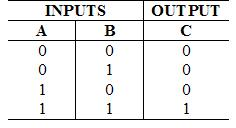 INPUTS OUTPUT
A B C
0 0 0
0 1 0
1 0 0
1 1 1